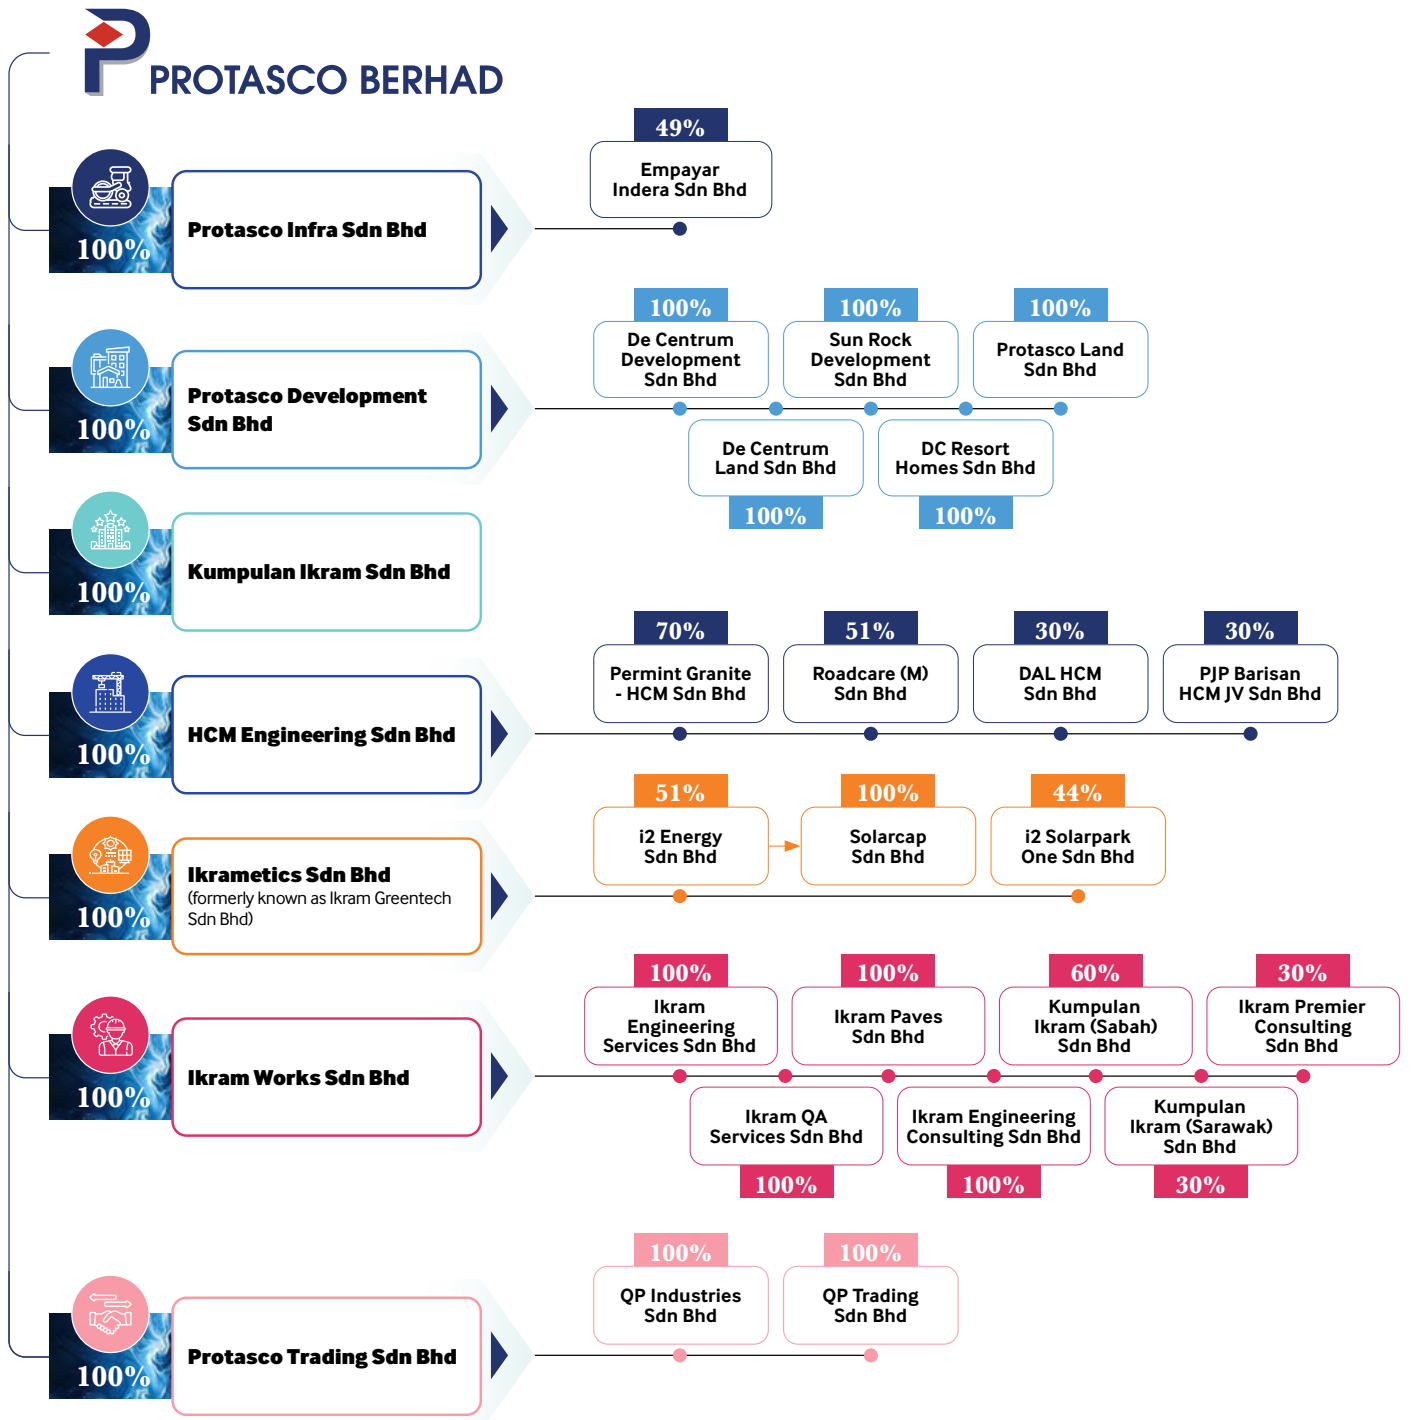 PROTASCO BERHAD
100%
Protasco Infra Sdn Bhd
49%
Empayar
Indera Sdn Bhd
100%
Protasco Development
Sdn Bhd
100%
De Centrum
Development
Sdn Bhd
100%
Sun Rock
Development
Sdn Bhd
100%
Protasco Land
Sdn Bhd
De Centrum
Land Sdn Bhd
100%
DC Resort
Homes Sdn Bhd
100%
100%
Kumpulan Ikram Sdn Bhd
100%
HCM Engineering Sdn Bhd
70%
Permint Granite
- HCM Sdn Bhd
51%
Roadcare (M)
Sdn Bhd
30%
DAL HCM
Sdn Bhd
30%
PJP Barisan
HCM JV Sdn Bhd
100%
Ikrametics Sdn Bhd
(formerly known as Ikram Greentech
Sdn Bhd)
51%
i2 Energy
Sdn Bhd
100%
Solarcap
Sdn Bhd
44%
i2 Solarpark
One Sdn Bhd
100%
Ikram Works Sdn Bhd
100%
Ikram
Engineering
Services Sdn Bhd
100%
Ikram Paves
Sdn Bhd
60%
Kumpulan
Ikram (Sabah)
Sdn Bhd
30%
Ikram Premier
Consulting
Sdn Bhd
Ikram QA
Services Sdn Bhd
100%
Ikram Engineering
Consulting Sdn Bhd
100%
Kumpulan
Ikram (Sarawak)
Sdn Bhd
30%
100%
Protasco Trading Sdn Bhd
100%
QP Industries
Sdn Bhd
100%
QP Trading
Sdn Bhd